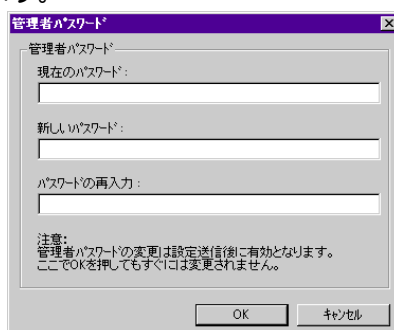 す。
管理者ﾊﾟｽﾜｰﾄﾞ
管理者ﾊﾟｽﾜｰﾄﾞ
現在のﾊﾟｽﾜｰﾄﾞ:
新しいﾊﾟｽﾜｰﾄﾞ:
ﾊﾟｽﾜｰﾄﾞの再入力:
注意:
管理者ﾊﾟｽﾜｰﾄﾞの変更は設定送信後に有効となります。
ここでOKを押してもすぐには変更されません。
OK ｷｬﾝｾﾙ